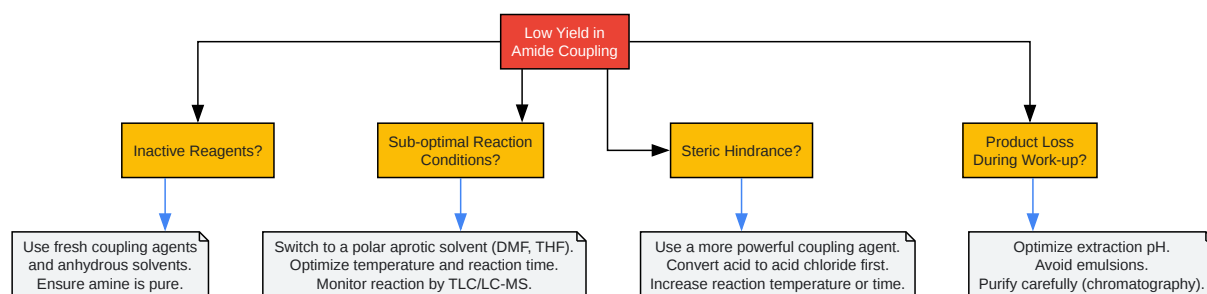 Low Yield in
Amide Coupling
Inactive Reagents?
Sub-optimal Reaction
Conditions?
Steric Hindrance?
Product Loss
During Work-up?
Use fresh coupling agents
and anhydrous solvents.
Ensure amine is pure.
Switch to a polar aprotic solvent (DMF, THF).
Optimize temperature and reaction time.
Monitor reaction by TLC/LC-MS.
Use a more powerful coupling agent.
Convert acid to acid chloride first.
Increase reaction temperature or time.
Optimize extraction pH.
Avoid emulsions.
Purify carefully (chromatography).